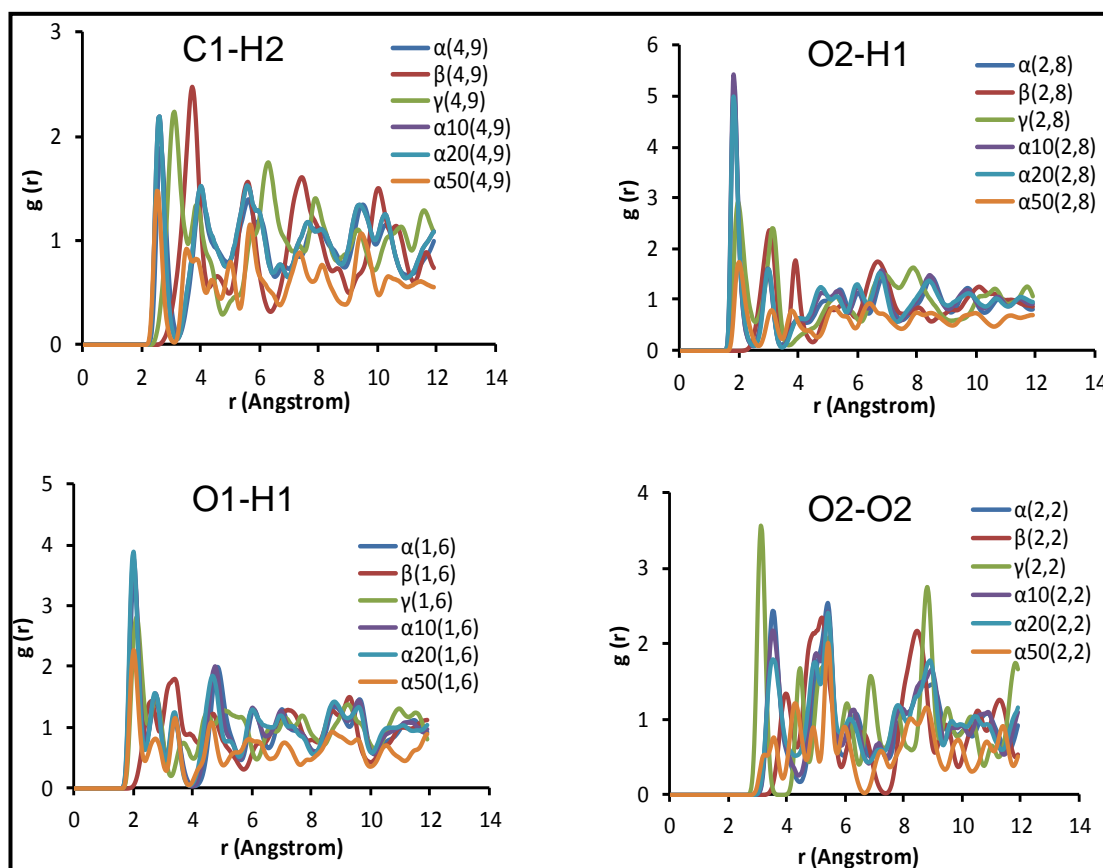 C1-H2
g (r)
3
2
1
0
0 2 4 6 8 10 12 14
r (Angstrom)
α(4,9)
β(4,9)
γ(4,9)
α10(4,9)
α20(4,9)
α50(4,9)
O2-H1
g (r)
6
5
4
3
2
1
0
0 2 4 6 8 10 12 14
r (Angstrom)
α(2,8)
β(2,8)
γ(2,8)
α10(2,8)
α20(2,8)
α50(2,8)
O1-H1
g (r)
5
4
3
2
1
0
0 2 4 6 8 10 12 14
r (Angstrom)
α(1,6)
β(1,6)
γ(1,6)
α10(1,6)
α20(1,6)
α50(1,6)
O2-O2
g (r)
4
3
2
1
0
0 2 4 6 8 10 12 14
r (Angstrom)
α(2,2)
β(2,2)
γ(2,2)
α10(2,2)
α20(2,2)
α50(2,2)